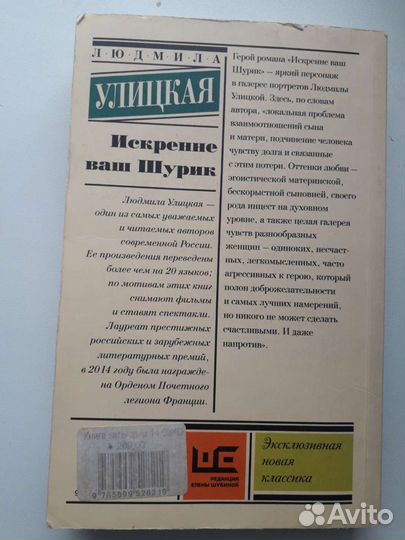 Л·Ю·Д·М·И·Л·А
УЛИЦКАЯ
Искренне
ваш Шурик
Людмила Улицкая —
один из самых уважаемых
и читаемых авторов
современной России.
Ее произведения переведены
более чем на 20 языков;
по мотивам этих книг
снимают фильмы
и ставят спектакли.
Лауреат престижных
российских и зарубежных
литературных премий,
в 2014 году была награжде-
на Орденом Почетного
легиона Франции.
Герой романа «Искренне ваш
Шурик» — яркий персонаж
в галерее портретов Людмилы
Улицкой. Здесь, по словам
автора, «локальная проблема
взаимоотношений сына
и матери, подчинение человека
чувству долга и связанные
с этим потери. Оттенки любви —
эгоистической материнской,
бескорыстной сыновней, своего
рода инцест на духовном
уровне, а также целая галерея
чувств разнообразных
женщин — одиноких, несчаст-
ных, легкомысленных, часто
агрессивных к герою, который
полон доброжелательности
и самых лучших намерений,
но никого не может сделать
счастливыми. И даже
наоборот».
Книга
РЕДАКЦИЯ
ЕЛЕНЫ ШУБИНОЙ
Эксклюзивная
новая
классика
Avito